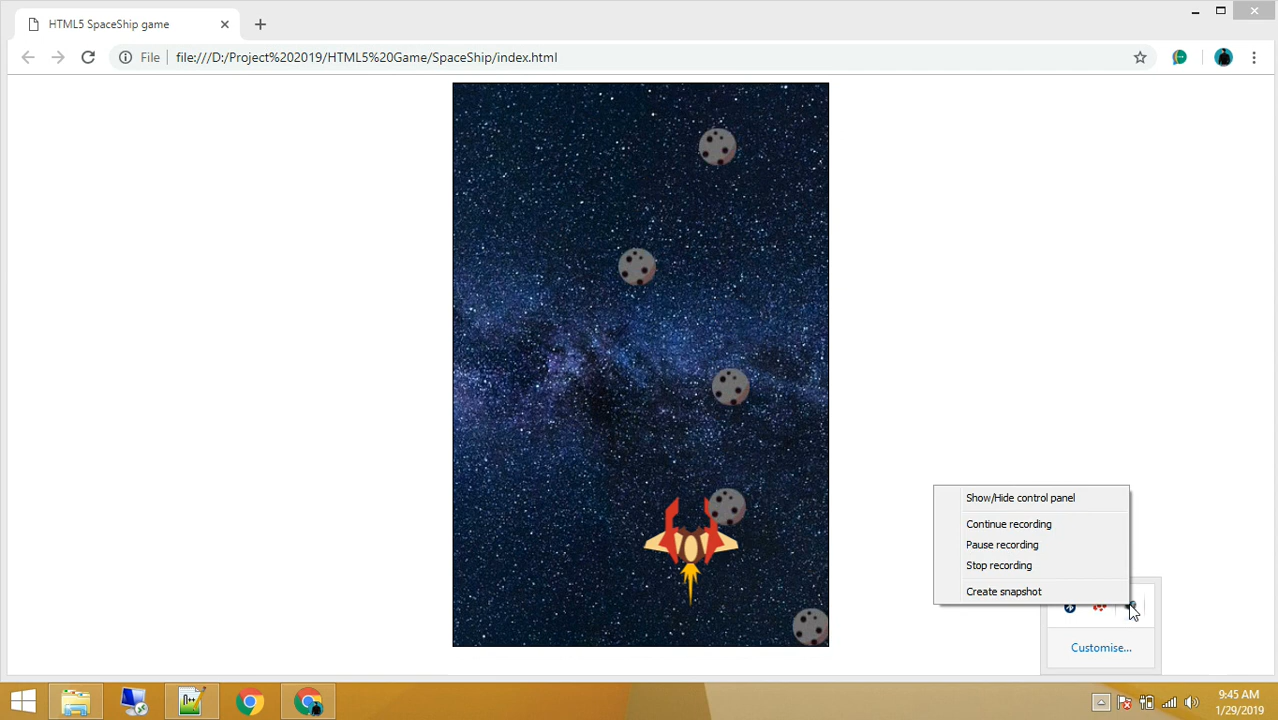 HTML5 SpaceShip game
File file:///D:/Project%202019/HTML5%20Game/SpaceShip/index.html
Show/Hide control panel
Continue recording
Pause recording
Stop recording
Create snapshot
Customise...
9:45 AM
1/29/2019